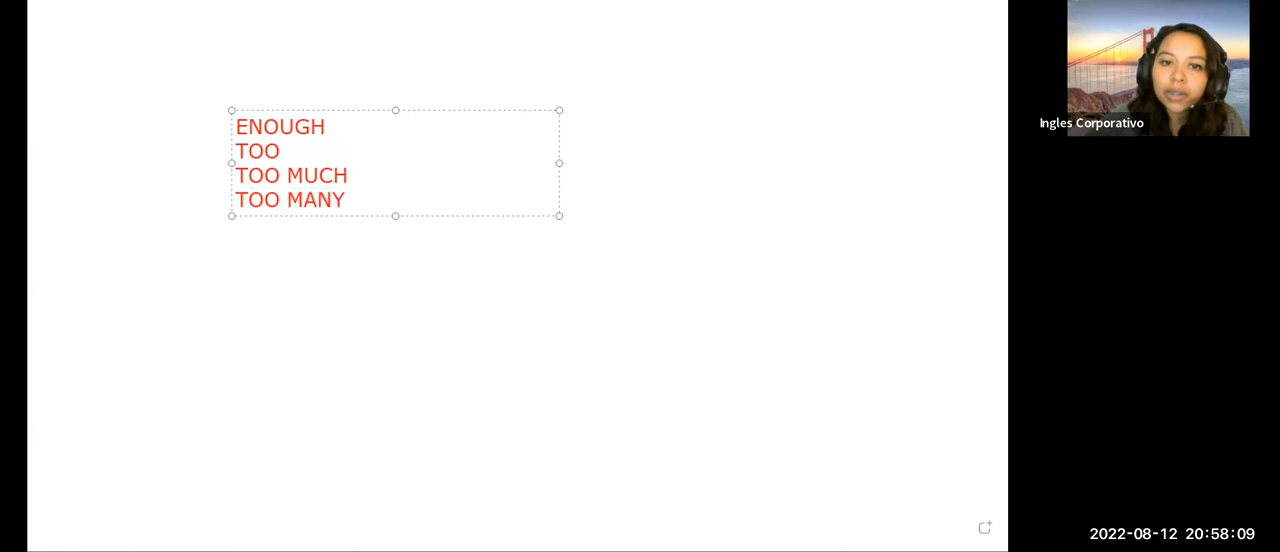 ENOUGH
TOO
TOO MUCH
TOO MANY
Ingles Corporativo
2022-08-12 20:58:09